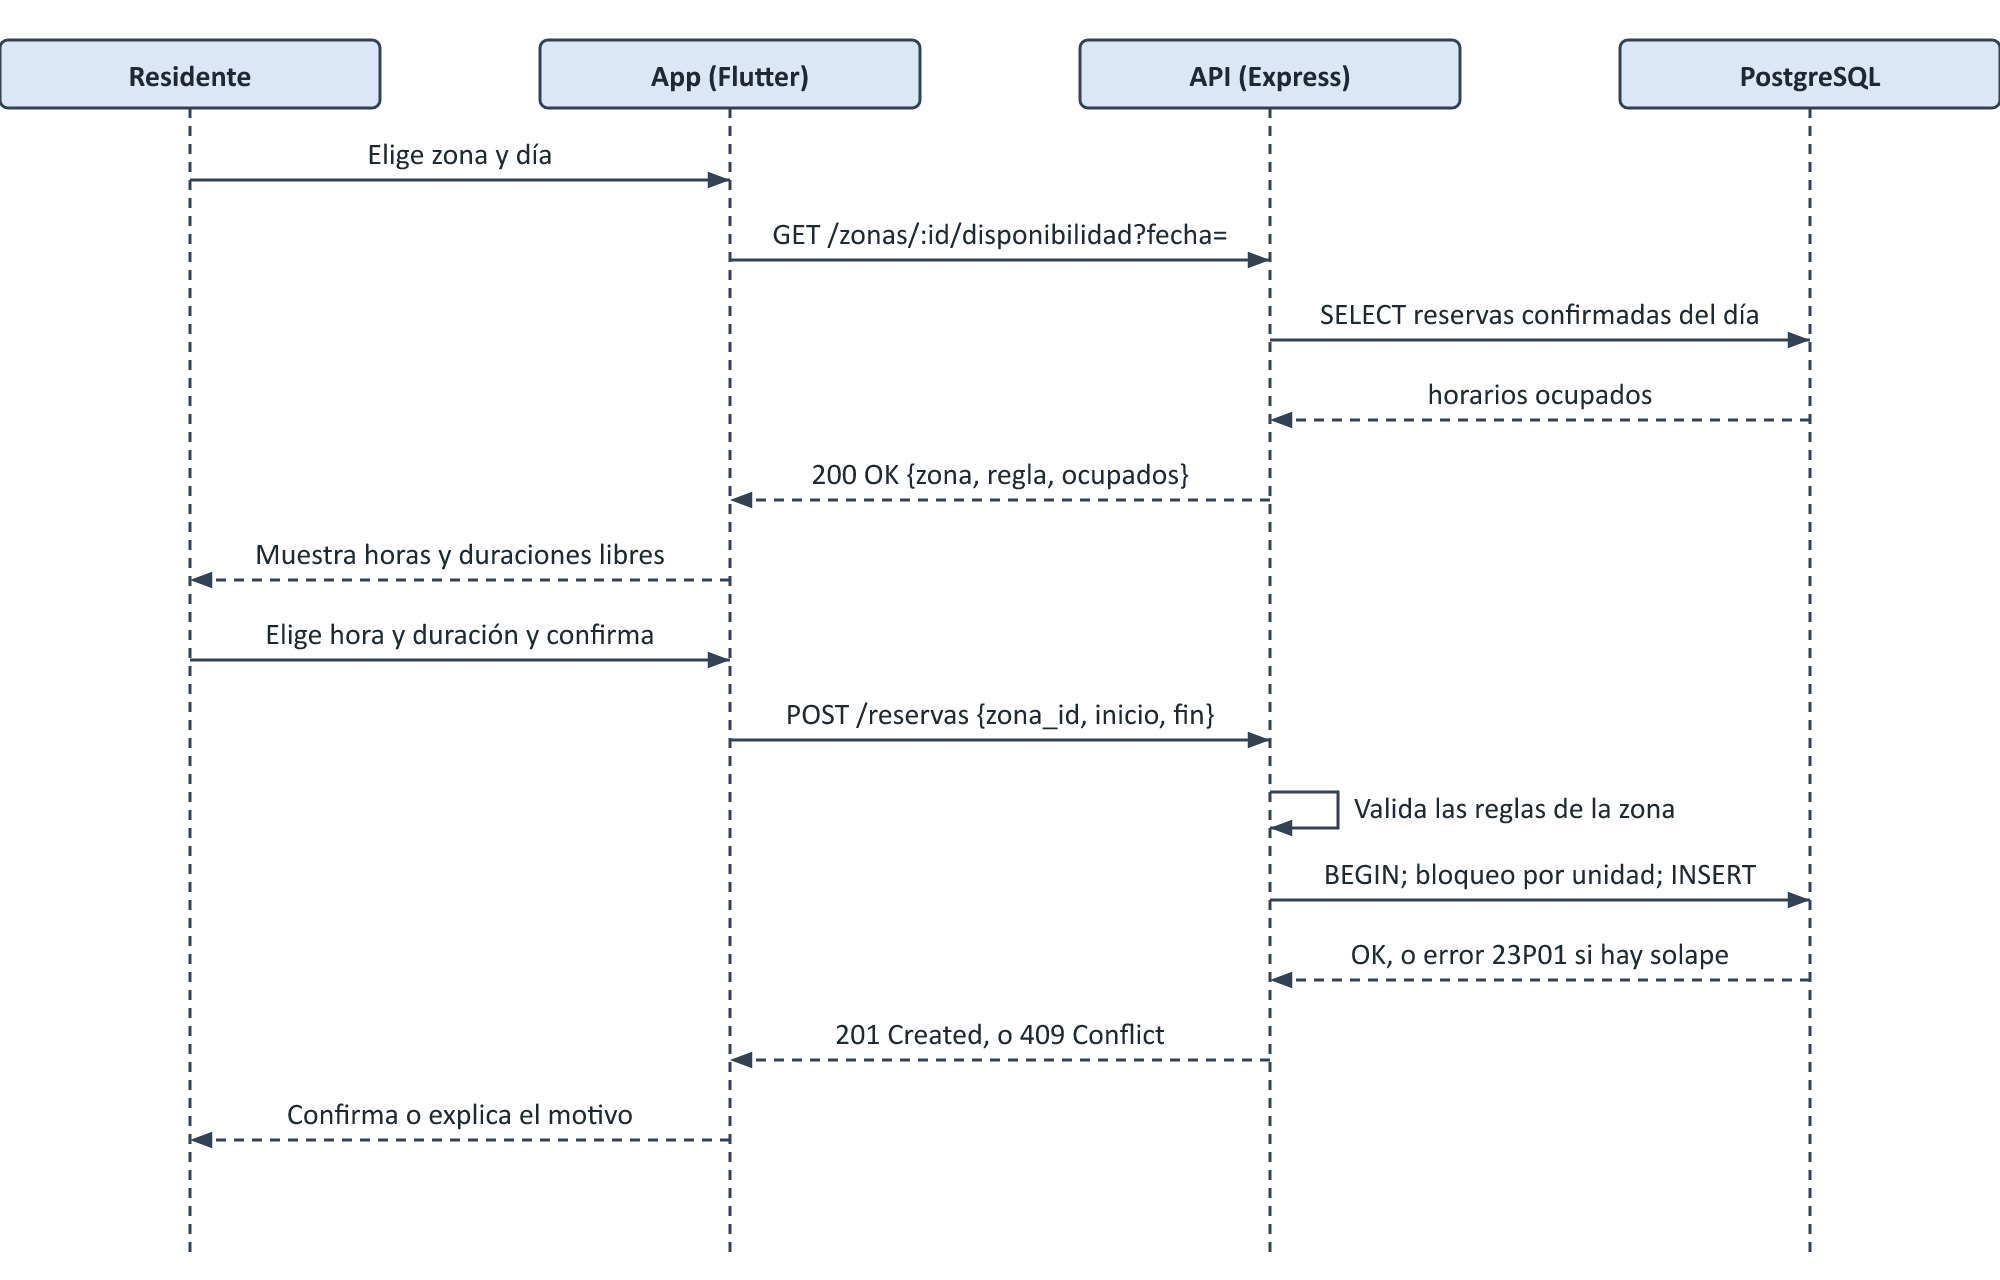 Residente
App (Flutter)
API (Express)
PostgreSQL
Elige zona y día
GET /zonas/:id/disponibilidad?fecha=
SELECT reservas confirmadas del día
horarios ocupados
200 OK {zona, regla, ocupados}
Muestra horas y duraciones libres
Elige hora y duración y confirma
POST /reservas {zona_id, inicio, fin}
Valida las reglas de la zona
BEGIN; bloqueo por unidad; INSERT
OK, o error 23P01 si hay solape
201 Created, o 409 Conflict
Confirma o explica el motivo